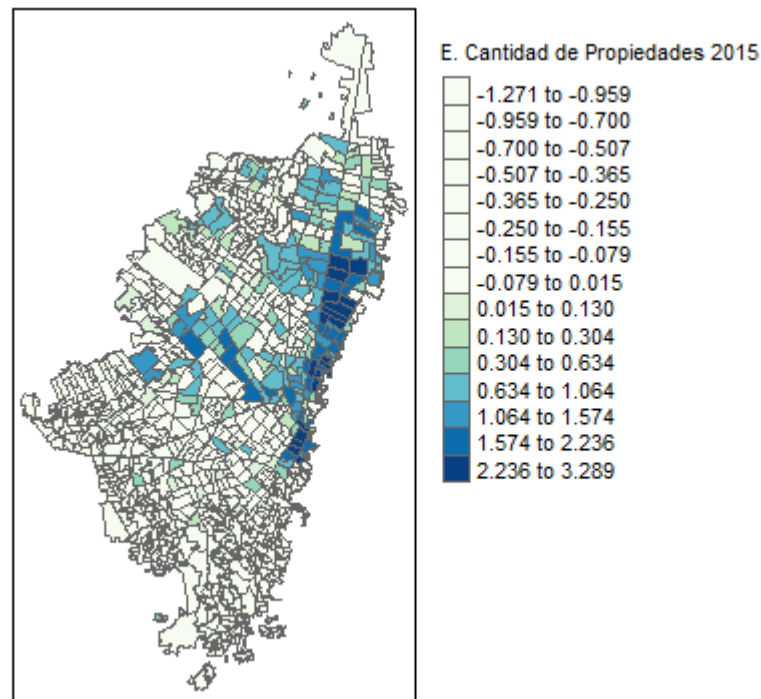 E. Cantidad de Propiedades 2015
-1.271 to -0.959
-0.959 to -0.700
-0.700 to -0.507
-0.507 to -0.365
-0.365 to -0.250
-0.250 to -0.155
-0.155 to -0.079
-0.079 to 0.015
0.015 to 0.130
0.130 to 0.304
0.304 to 0.634
0.634 to 1.064
1.064 to 1.574
1.574 to 2.236
2.236 to 3.289